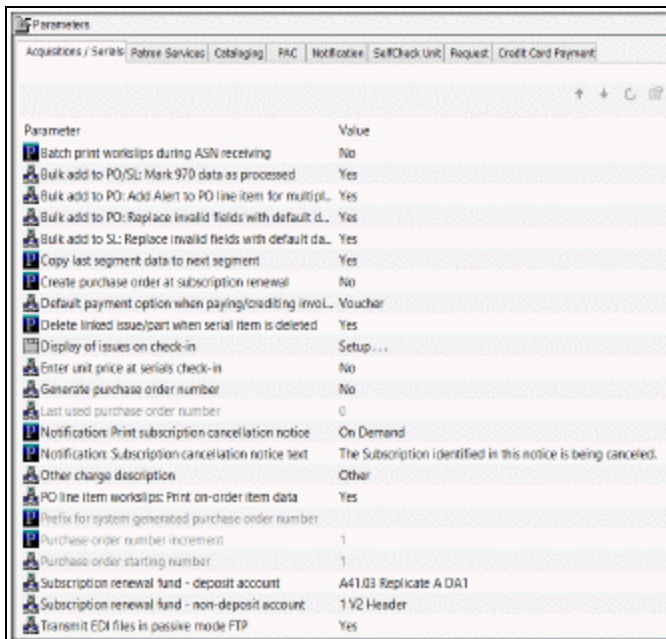 Parameters
Acquisitions / Serials Patron Services Cataloging PAC Notification SelfCheck Unit Request Credit Card Payment
Parameter Value
Batch print workslips during ASN receiving No
Bulk add to PO/SL: Mark 970 data as processed Yes
Bulk add to PO: Add Alert to PO line item for multipl... Yes
Bulk add to PO: Replace invalid fields with default d... Yes
Bulk add to SL: Replace invalid fields with default da... Yes
Copy last segment data to next segment Yes
Create purchase order at subscription renewal No
Default payment option when paying/crediting invoi... Voucher
Delete linked issue/part when serial item is deleted Yes
Display of issues on check-in Setup...
Enter unit price at serials check-in No
Generate purchase order number No
Last used purchase order number 0
Notification: Print subscription cancellation notice On Demand
Notification: Subscription cancellation notice text The Subscription identified in this notice is being canceled.
Other charge description Other
PO line item workslips: Print on-order item data Yes
Prefix for system generated purchase order number
Purchase order number increment 1
Purchase order starting number 1
Subscription renewal fund - deposit account A41.03 Replicate A DA1
Subscription renewal fund - non-deposit account Header
Transmit EDI files in passive mode FTP Yes